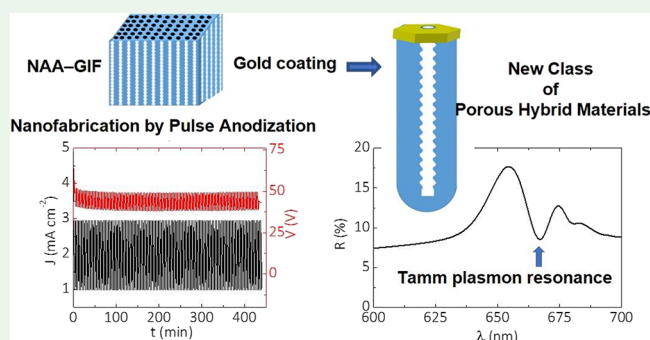 NAA–GIF
Gold coating
New Class
of
Porous Hybrid Materials
Nanofabrication by Pulse Anodization
5
4
3
2
1
J (mA cm⁻²)
75
50
25
0
V (V)
0 100 200 300 400
t (min)
20
15
10
5
0
R (%)
Tamm plasmon resonance
600 625 650 675 700
λ (nm)